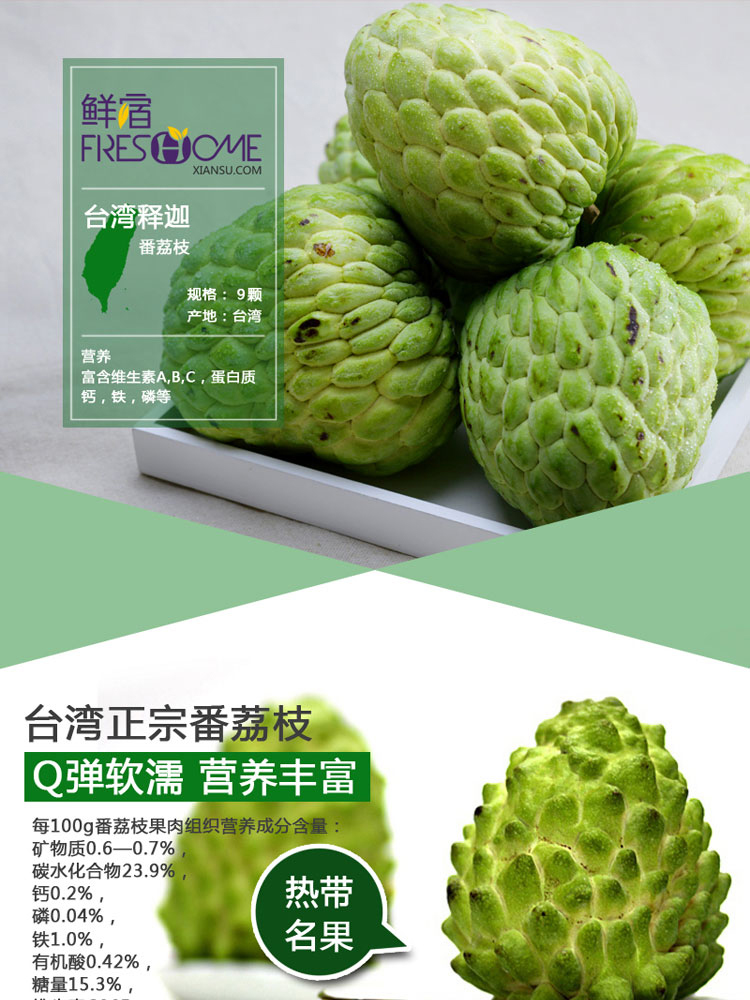 鲜宿
FRESHOME
XIANSU.COM
台湾释迦
番荔枝
规格： 9颗
产地：台湾
营养
富含维生素A,B,C，蛋白质
钙，铁，磷等
台湾正宗番荔枝
Q弹软濡 营养丰富
每100g番荔枝果肉组织营养成分含量：
矿物质0.6—0.7%，
碳水化合物23.9%，
钙0.2%，
磷0.04%，
铁1.0%，
有机酸0.42%，
糖量15.3%，
热带
名果